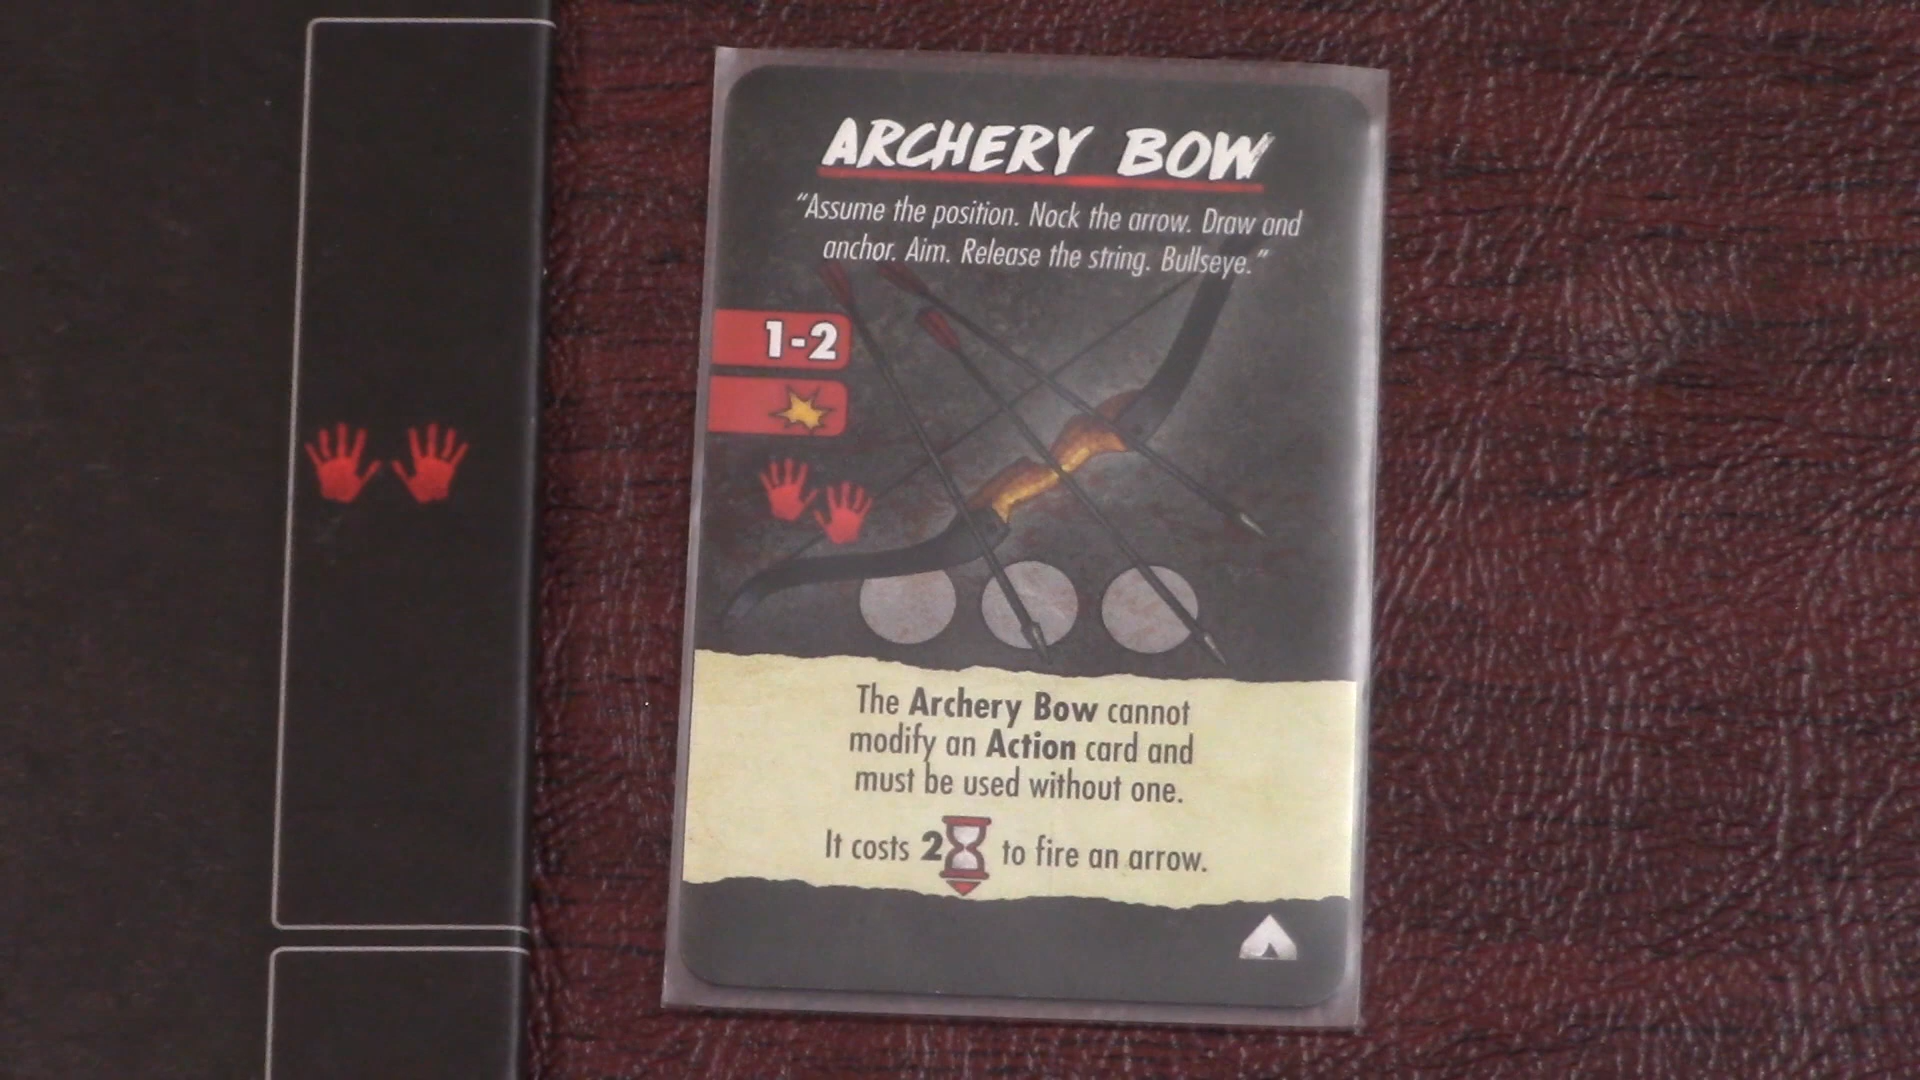 ARCHERY BOW
“Assume the position. Nock the arrow. Draw and
anchor. Aim. Release the string. Bullseye.”
1-2
The Archery Bow cannot
modify an Action card and
must be used without one.
It costs 2 to fire an arrow.